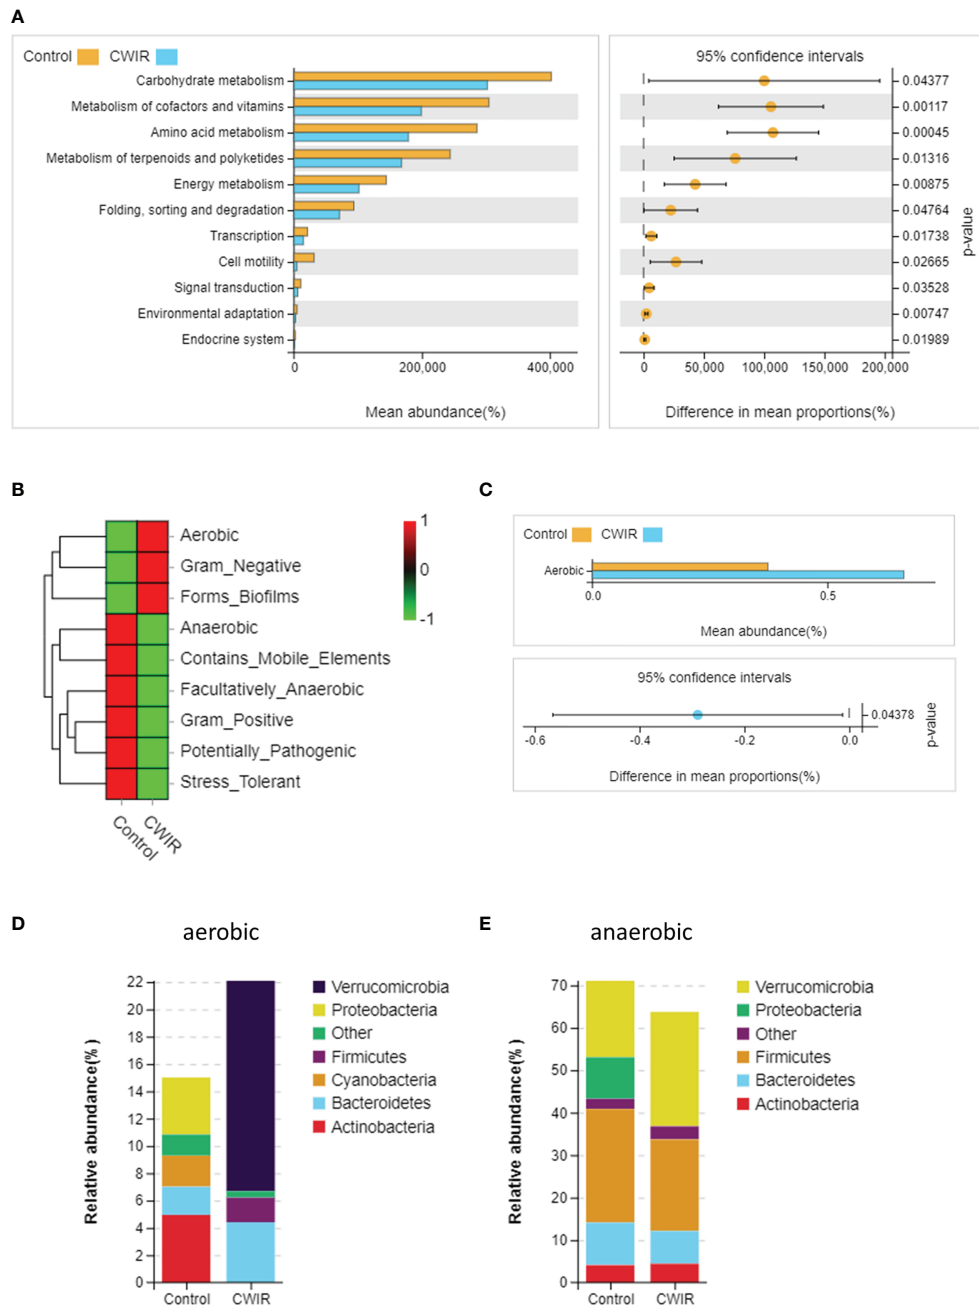 A
Control CWIR
Carbohydrate metabolism
Metabolism of cofactors and vitamins
Amino acid metabolism
Metabolism of terpenoids and polyketides
Energy metabolism
Folding, sorting and degradation
Transcription
Cell motility
Signal transduction
Environmental adaptation
Endocrine system
0 200,000 400,000
Mean abundance(%)
95% confidence intervals
0.04377
0.00117
0.00045
0.01316
0.00875
0.04764
0.01738
0.02665
0.03528
0.00747
0.01989
p-value
0 50,000 100,000 150,000 200,000
Difference in mean proportions(%)
B
Aerobic
Gram_Negative
Forms_Biofilms
Anaerobic
Contains_Mobile_Elements
Facultatively_Anaerobic
Gram_Positive
Potentially_Pathogenic
Stress_Tolerant
Control CWIR
1
0
-1
C
Control CWIR
Aerobic
0.0 0.5
Mean abundance(%)
95% confidence intervals
0.04378
p-value
-0.6 -0.4 -0.2 0.0
Difference in mean proportions(%)
D
aerobic
Relative abundance(%)
22
20
18
16
14
12
10
8
6
4
2
0
Control CWIR
Verrucomicrobia
Proteobacteria
Other
Firmicutes
Cyanobacteria
Bacteroidetes
Actinobacteria
E
anaerobic
Relative abundance(%)
70
60
50
40
30
20
10
0
Control CWIR
Verrucomicrobia
Proteobacteria
Other
Firmicutes
Bacteroidetes
Actinobacteria